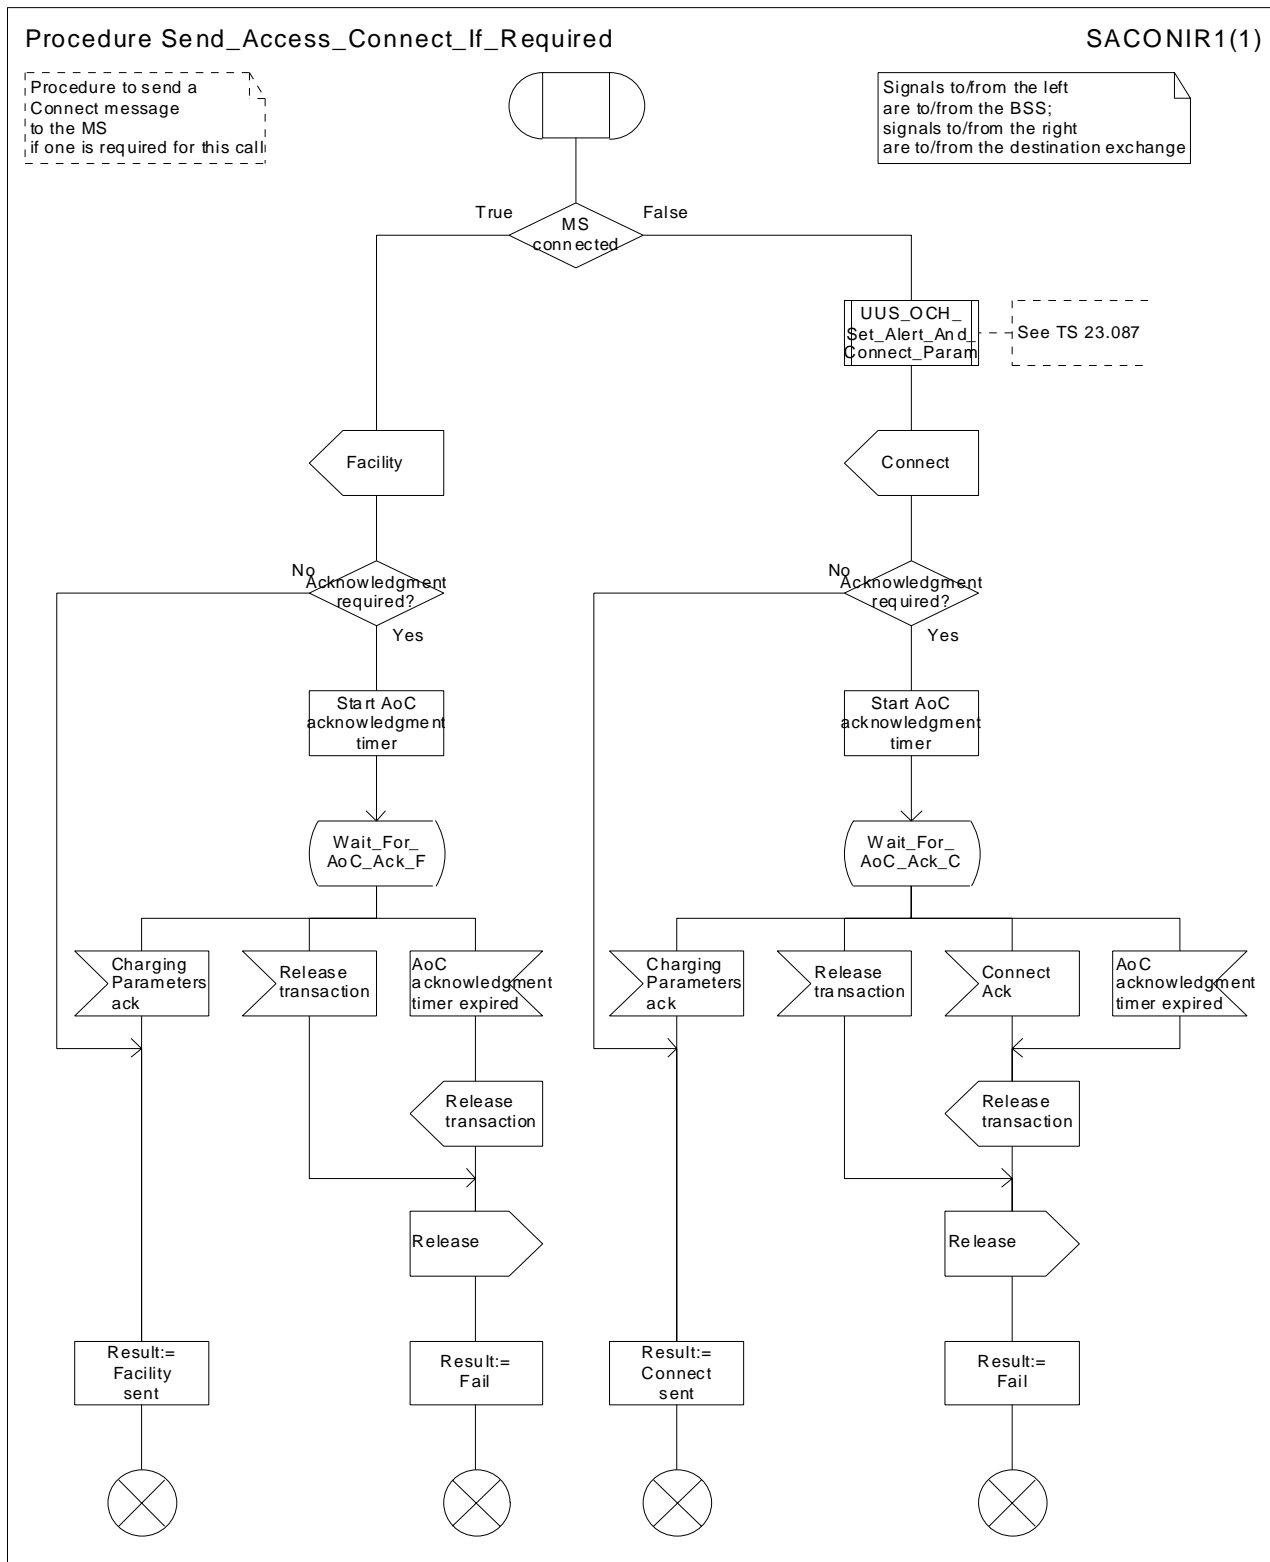 Procedure Send_Access_Connect_If_Required
SACONIR1(1)
Procedure to send a
Connect message
to the MS
if one is required for this call
Signals to/from the left
are to/from the BSS;
signals to/from the right
are to/from the destination exchange
True
MS
connected
False
UUS_OCH_
Set_Alert_And_
Connect_Param
See TS 23.087
Facility
Connect
No
Acknowledgment
required?
Yes
No
Acknowledgment
required?
Yes
Start AoC
acknowledgment
timer
Start AoC
acknowledgment
timer
Wait_For_
AoC_Ack_F
Wait_For_
AoC_Ack_C
Charging
Parameters
ack
Release
transaction
AoC
acknowledgment
timer expired
Charging
Parameters
ack
Release
transaction
Connect
Ack
AoC
acknowledgment
timer expired
Release
transaction
Release
transaction
Release
Release
Result:=
Facility
sent
Result:=
Fail
Result:=
Connect
sent
Result:=
Fail